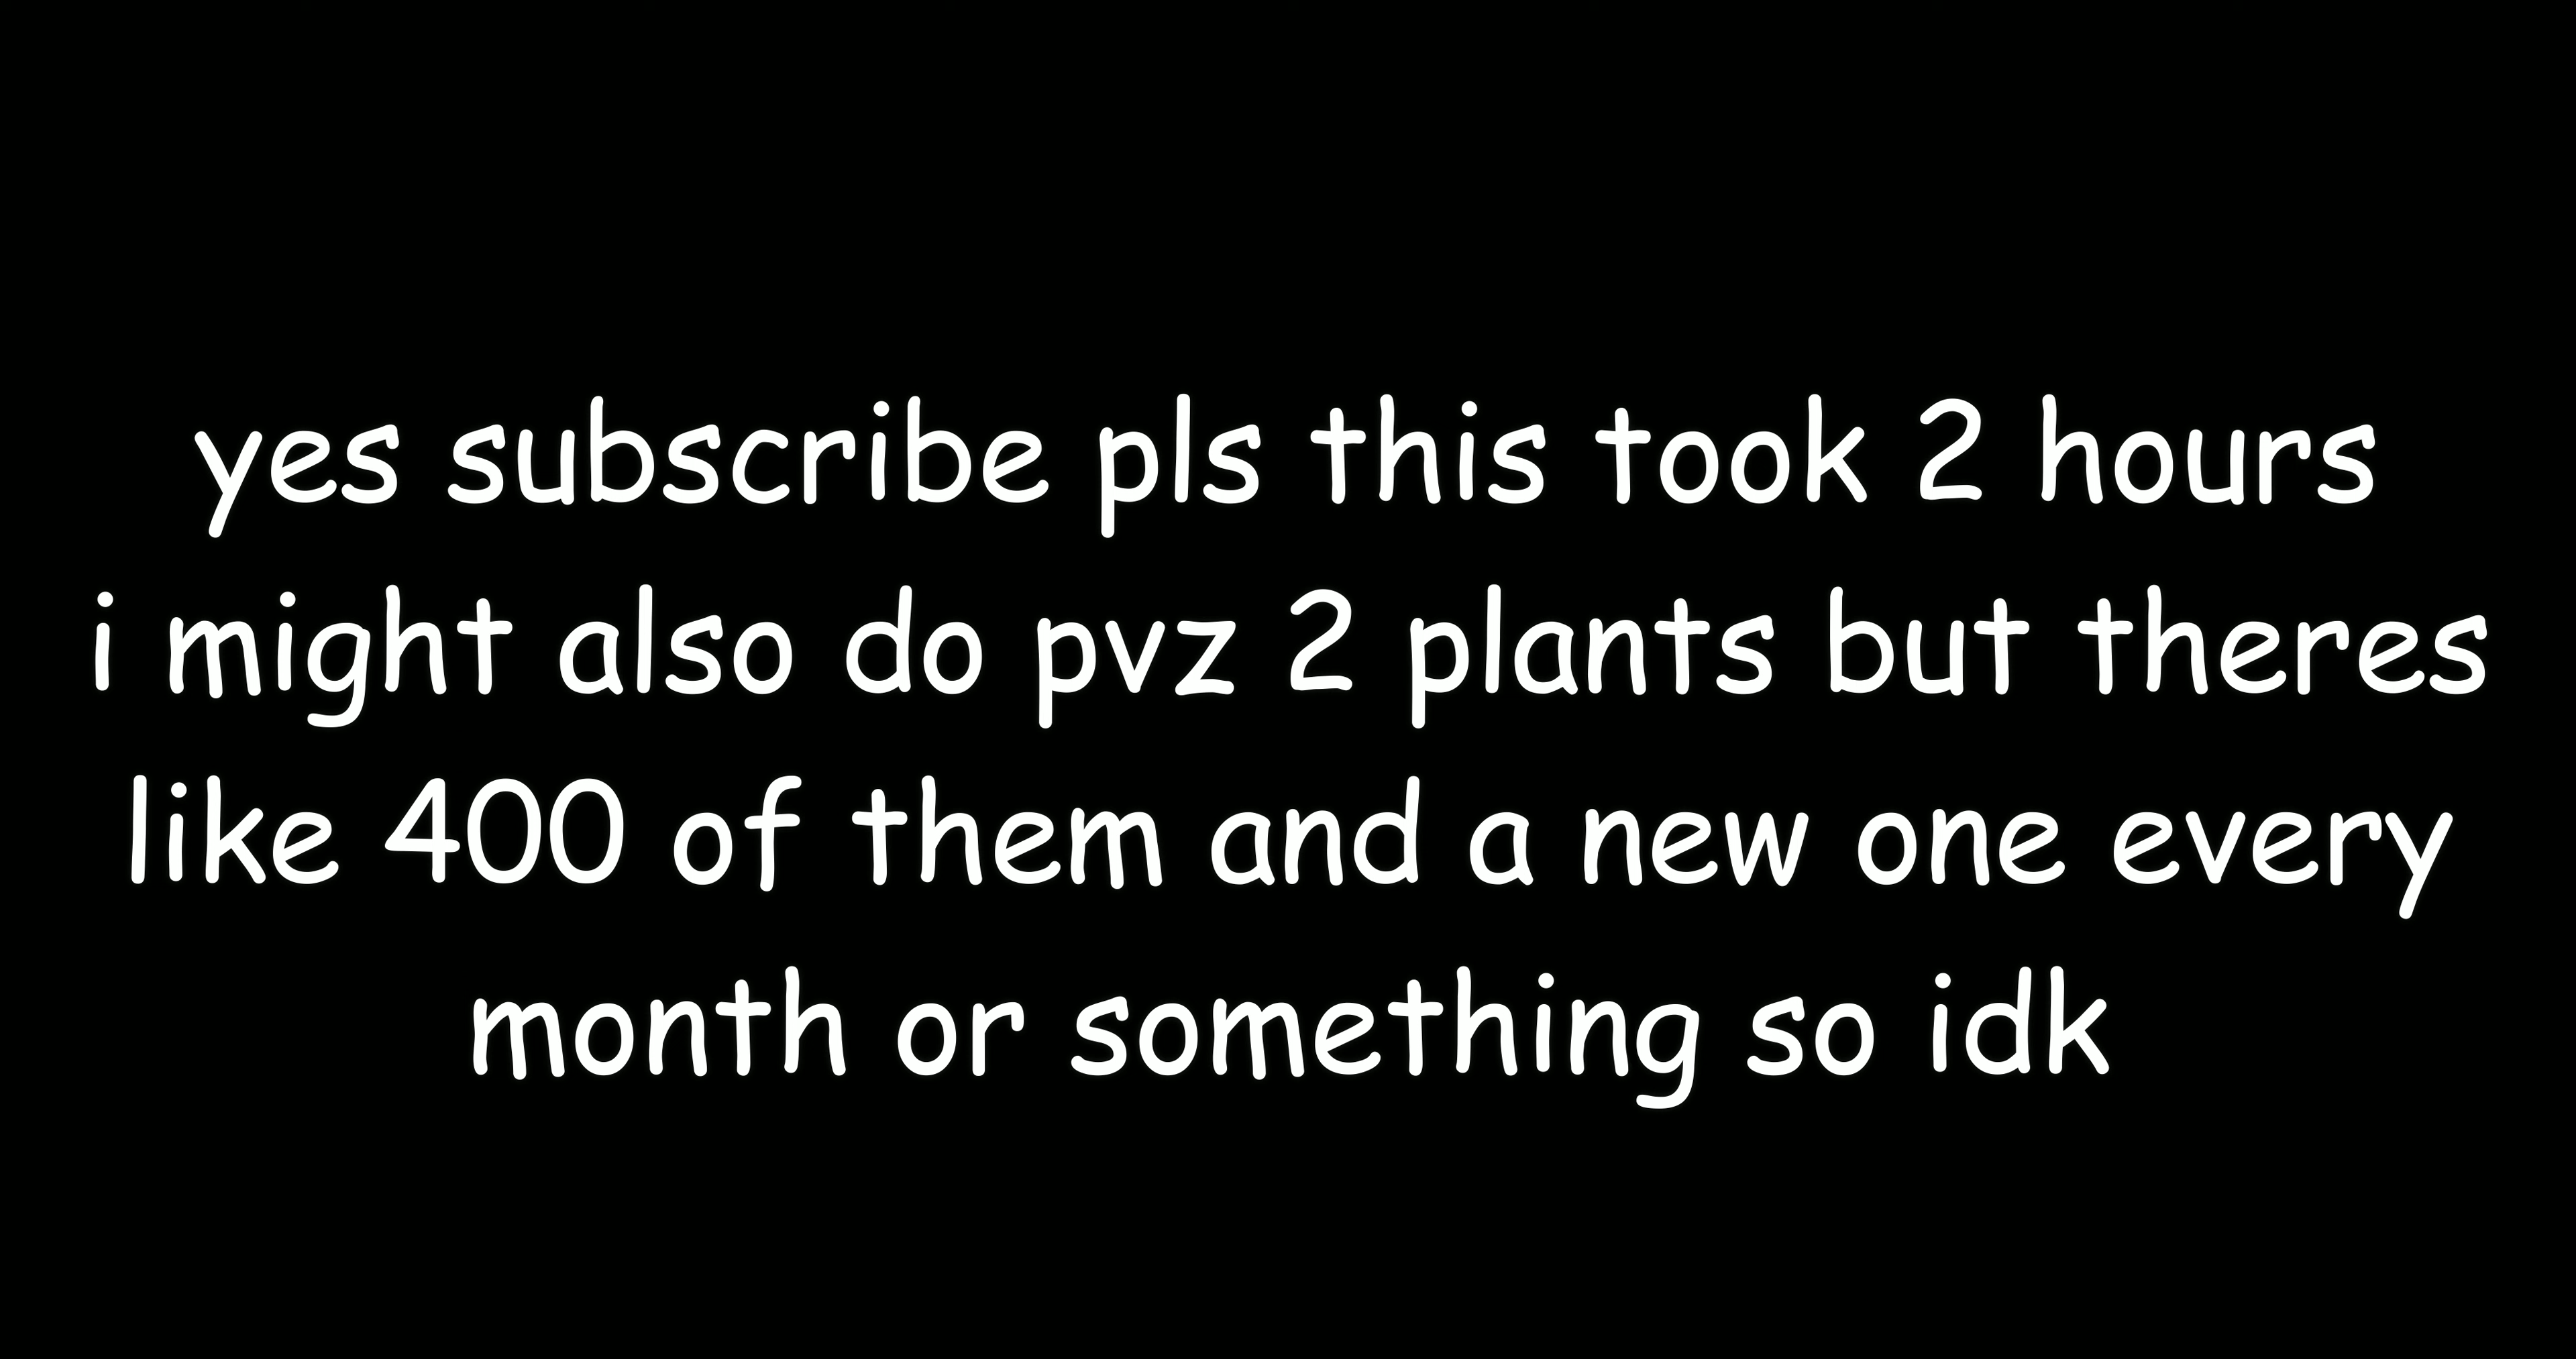 yes subscribe pls this took 2 hours
i might also do pvz 2 plants but theres
like 400 of them and a new one every
month or something so idk